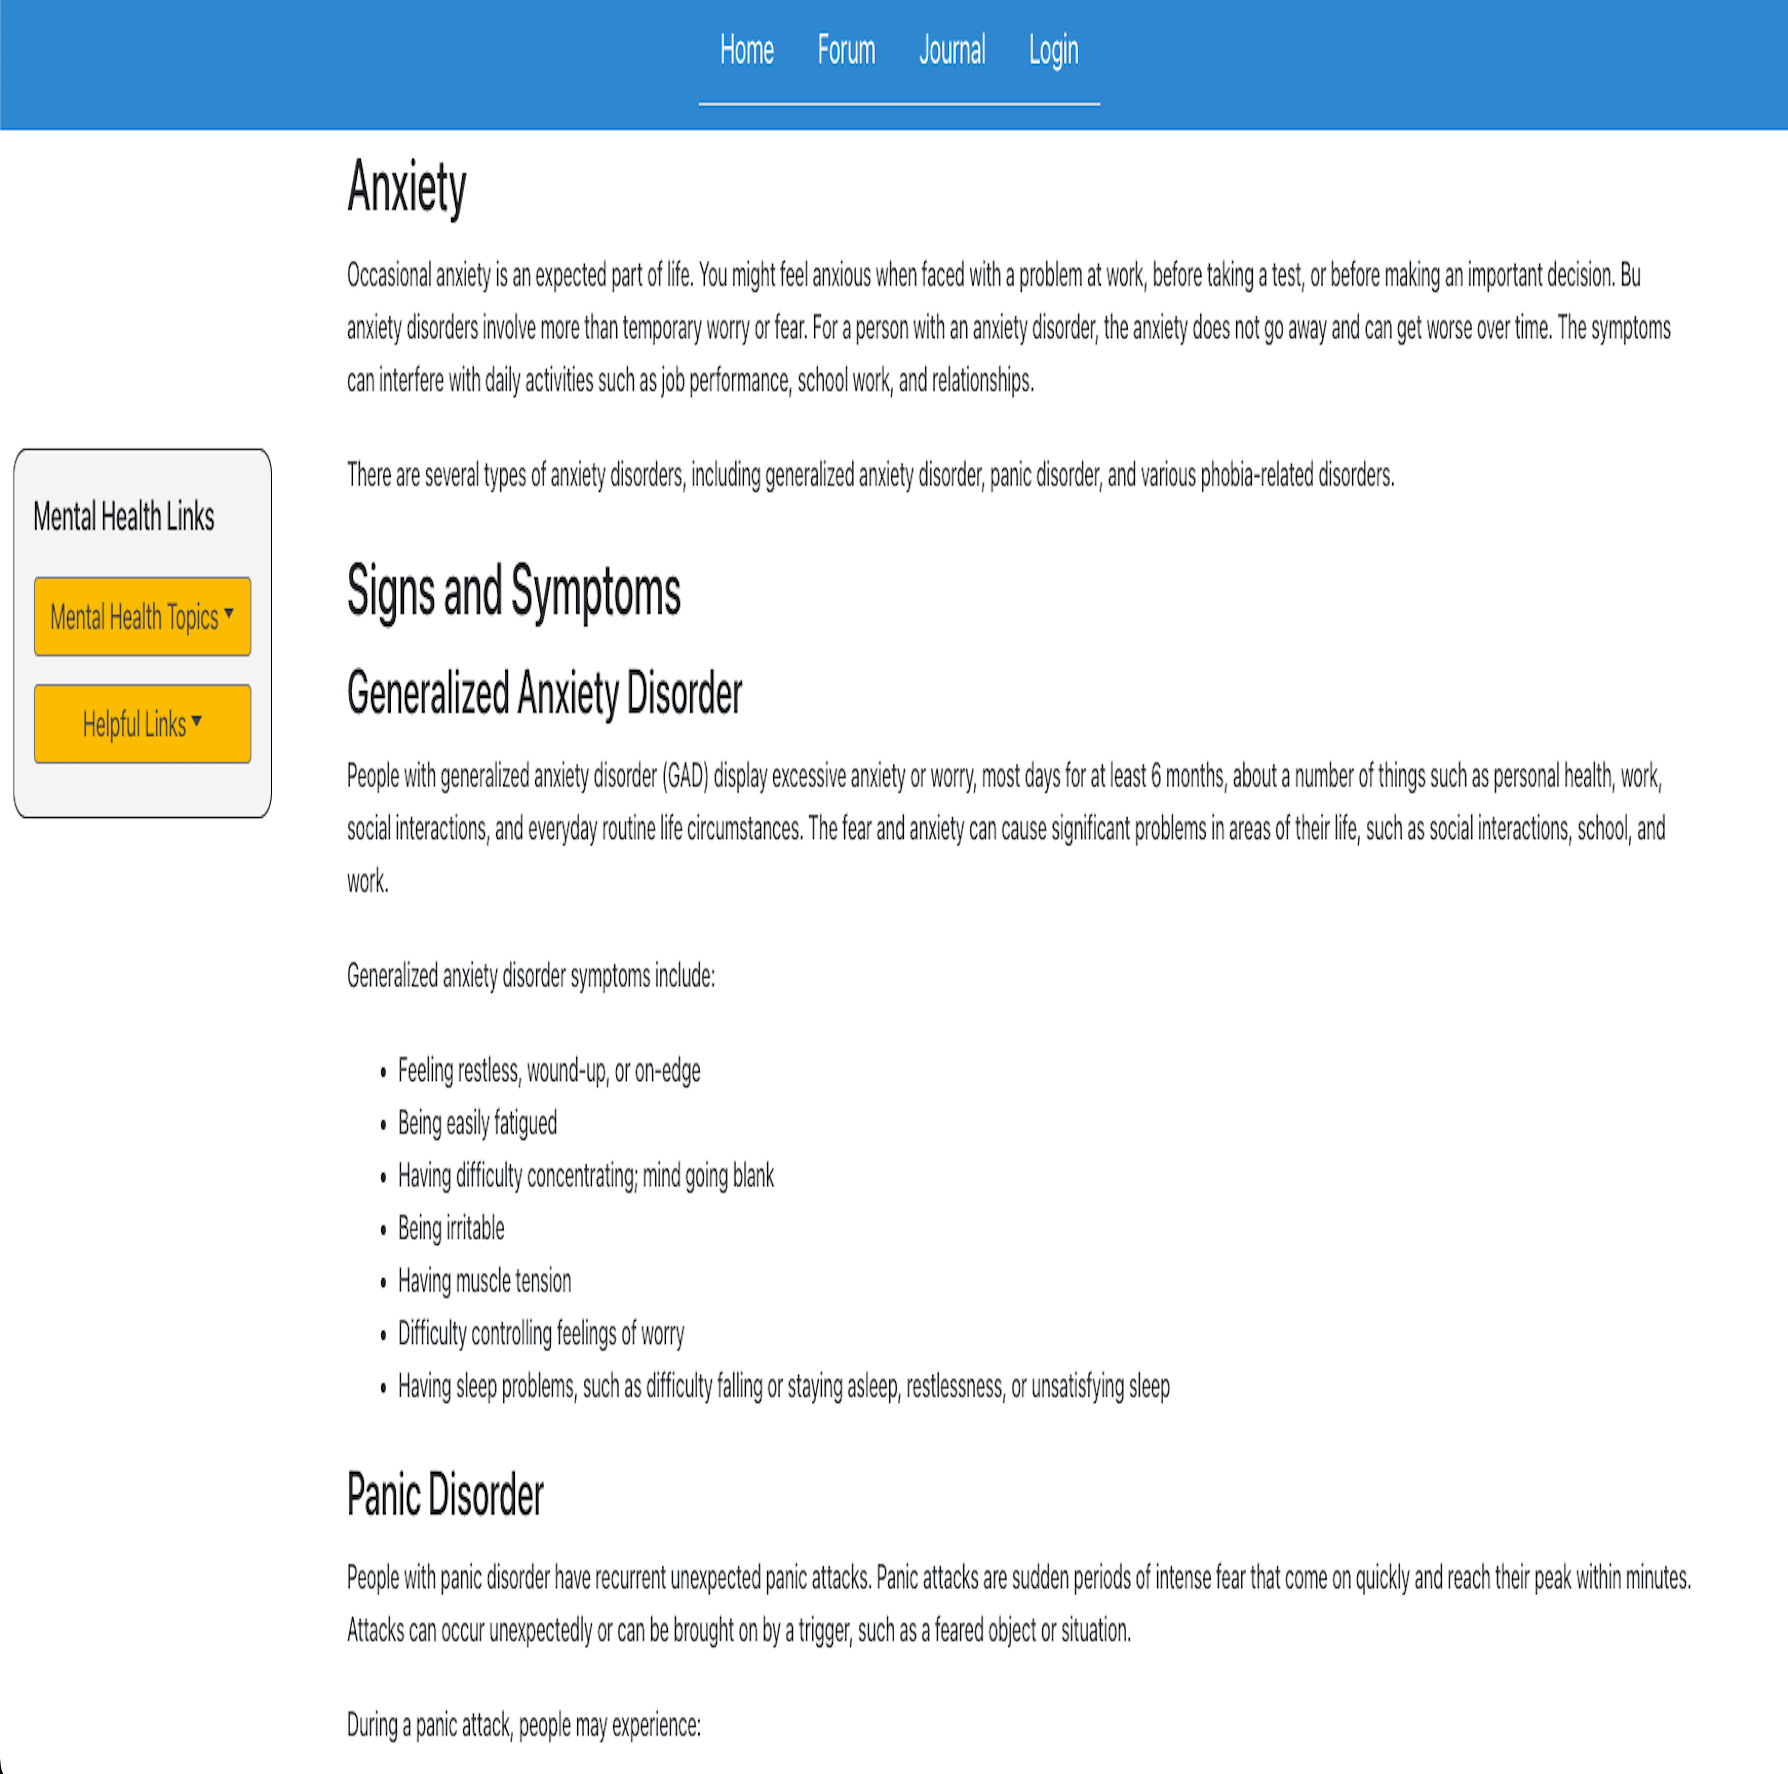 Home Forum Journal Login
Anxiety
Occasional anxiety is an expected part of life. You might feel anxious when faced with a problem at work, before taking a test, or before making an important decision. Bu
anxiety disorders involve more than temporary worry or fear. For a person with an anxiety disorder, the anxiety does not go away and can get worse over time. The symptoms
can interfere with daily activities such as job performance, school work, and relationships.
There are several types of anxiety disorders, including generalized anxiety disorder, panic disorder, and various phobia-related disorders.
Mental Health Links
Mental Health Topics
Helpful Links
Signs and Symptoms
Generalized Anxiety Disorder
People with generalized anxiety disorder (GAD) display excessive anxiety or worry, most days for at least 6 months, about a number of things such as personal health, work,
social interactions, and everyday routine life circumstances. The fear and anxiety can cause significant problems in areas of their life, such as social interactions, school, and
work.
Generalized anxiety disorder symptoms include:
• Feeling restless, wound-up, or on-edge
• Being easily fatigued
• Having difficulty concentrating; mind going blank
• Being irritable
• Having muscle tension
• Difficulty controlling feelings of worry
• Having sleep problems, such as difficulty falling or staying asleep, restlessness, or unsatisfying sleep
Panic Disorder
People with panic disorder have recurrent unexpected panic attacks. Panic attacks are sudden periods of intense fear that come on quickly and reach their peak within minutes.
Attacks can occur unexpectedly or can be brought on by a trigger, such as a feared object or situation.
During a panic attack, people may experience: